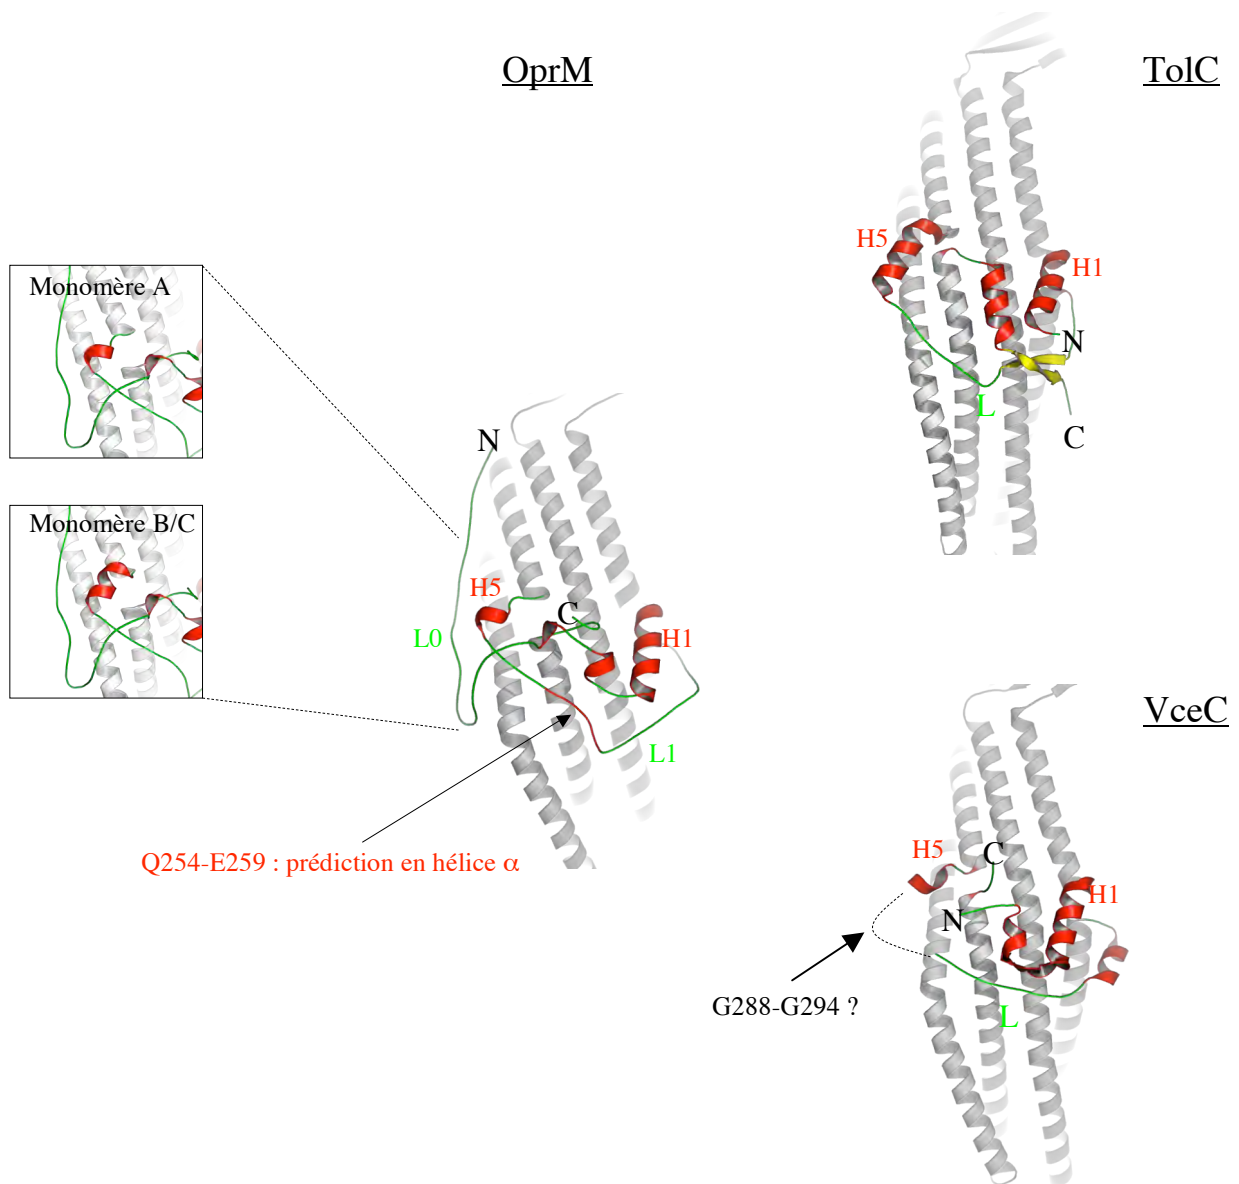 OprM
TolC
H5
H1
N
L
C
Monomère A
Monomère B/C
N
H5
C
L0
H1
L1
Q254-E259 : prédiction en hélice α
VceC
H5
C
H1
N
G288-G294 ?
L